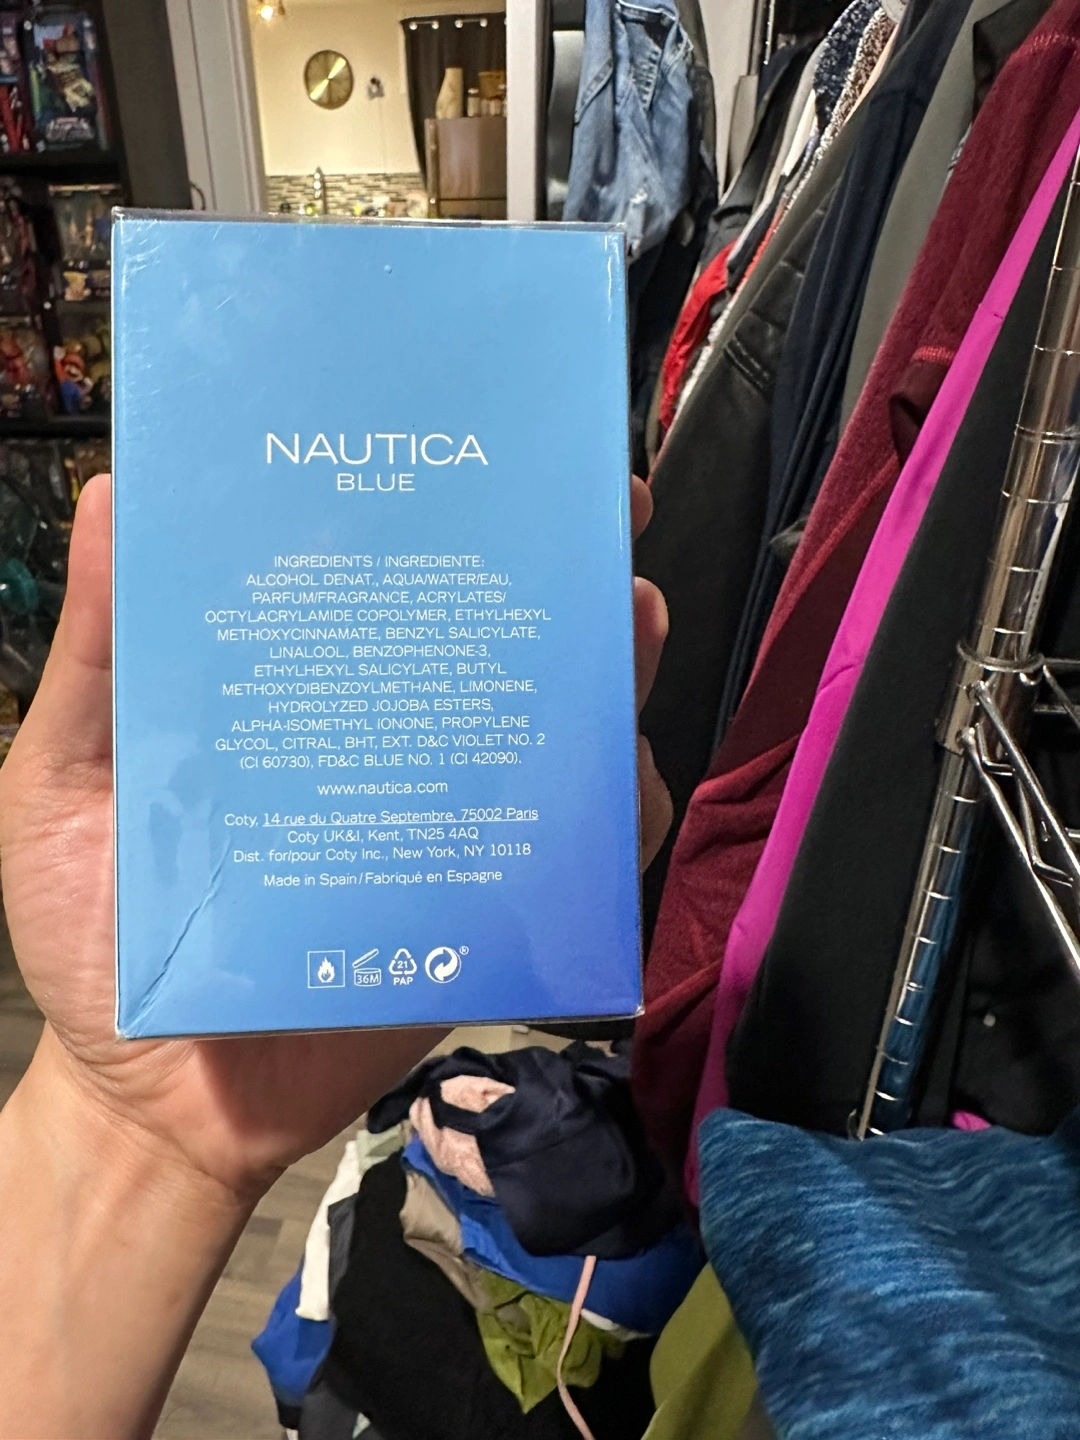 NAUTICA
BLUE
INGREDIENTS / INGREDIENTE:
ALCOHOL DENAT., AQUA/WATER/EAU,
PARFUM/FRAGRANCE, ACRYLATES/
OCTYLACRYLAMIDE COPOLYMER, ETHYLHEXYL
METHOXYCINNAMATE, BENZYL SALICYLATE,
LINALOOL, BENZOPHENONE-3,
ETHYLHEXYL SALICYLATE, BUTYL
METHOXYDIBENZOYLMETHANE, LIMONENE,
HYDROLYZED JOJOBA ESTERS,
ALPHA-ISOMETHYL IONONE, PROPYLENE
GLYCOL, CITRAL, BHT, EXT. D&C VIOLET NO. 2
(CI 60730), FD&C BLUE NO. 1 (CI 42090).
www.nautica.com
Coty, 14 rue du Quatre Septembre, 75002 Paris
Coty UK&I, Kent, TN25 4AQ
Dist. for/pour Coty Inc., New York, NY 10118
Made in Spain/Fabriqué en Espagne
36M 21 ®
PAP